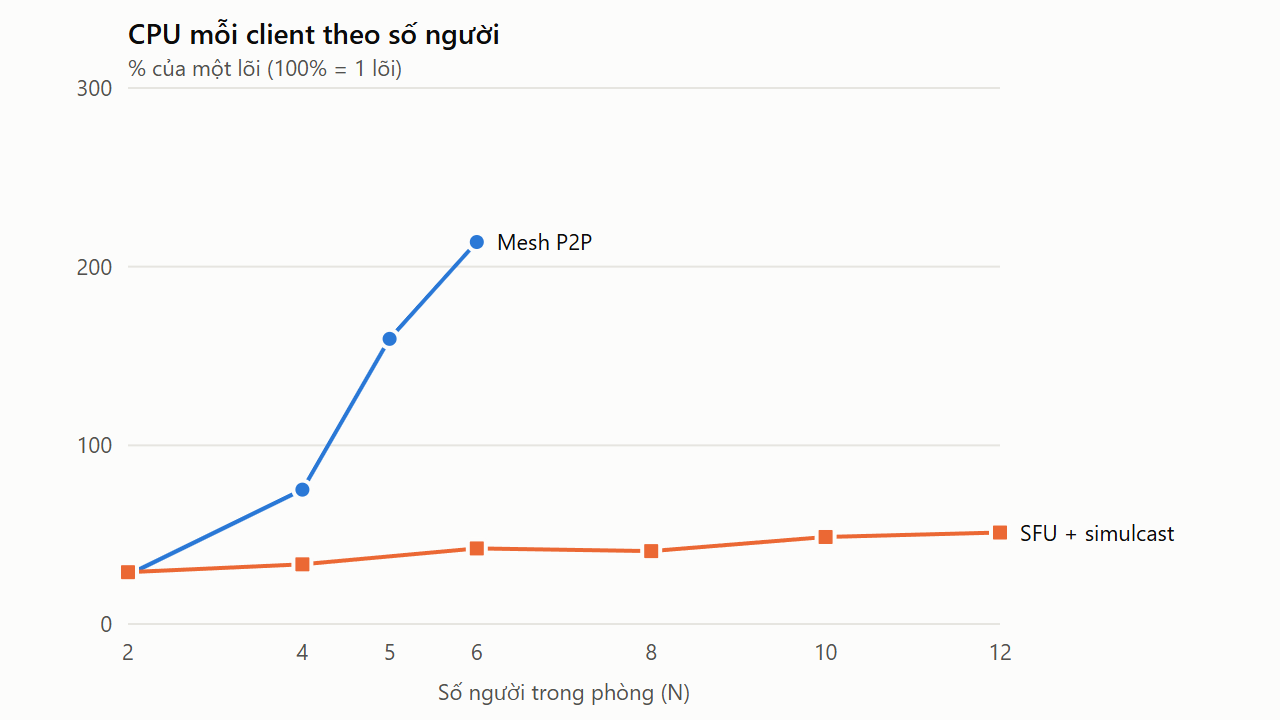 CPU mỗi client theo số người
% của một lõi (100% = 1 lõi)
300
200
100
0
Mesh P2P
SFU + simulcast
2 4 5 6 8 10 12
Số người trong phòng (N)